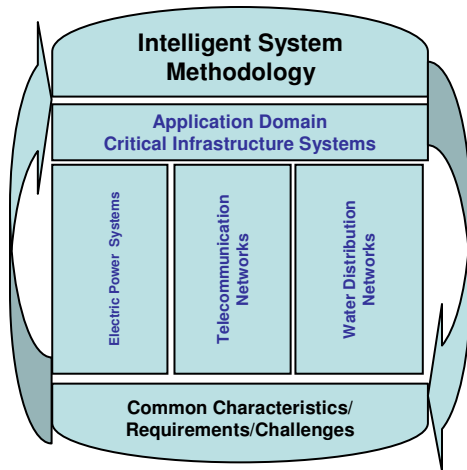 Intelligent System
Methodology
Application Domain
Critical Infrastructure Systems
Electric Power Systems
Telecommunication
Networks
Water Distribution
Networks
Common Characteristics/
Requirements/Challenges